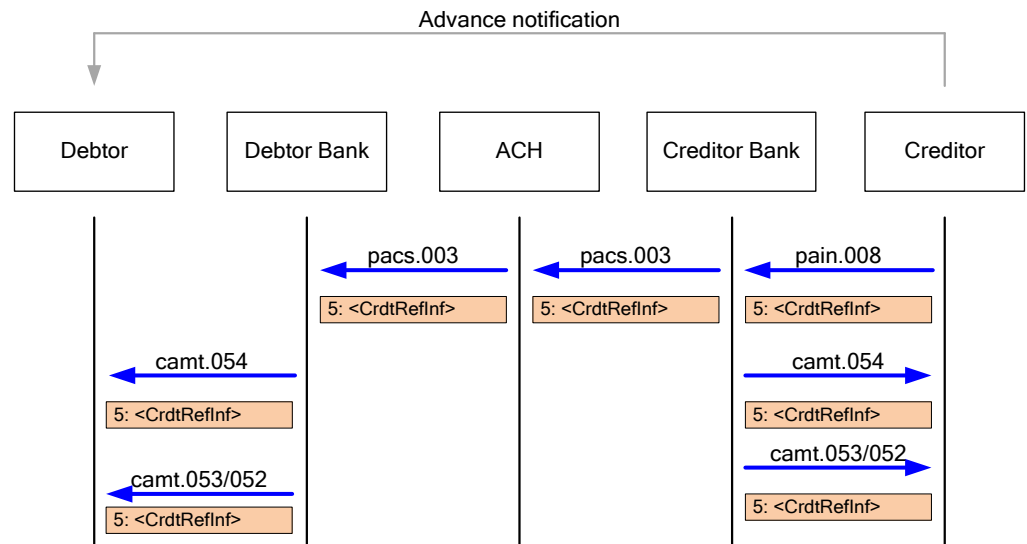 Advance notification
Debtor
Debtor Bank
ACH
Creditor Bank
Creditor
pacs.003
pacs.003
pain.008
5: <CrdtRefInf>
5: <CrdtRefInf>
5: <CrdtRefInf>
camt.054
camt.054
5: <CrdtRefInf>
5: <CrdtRefInf>
camt.053/052
camt.053/052
5: <CrdtRefInf>
5: <CrdtRefInf>